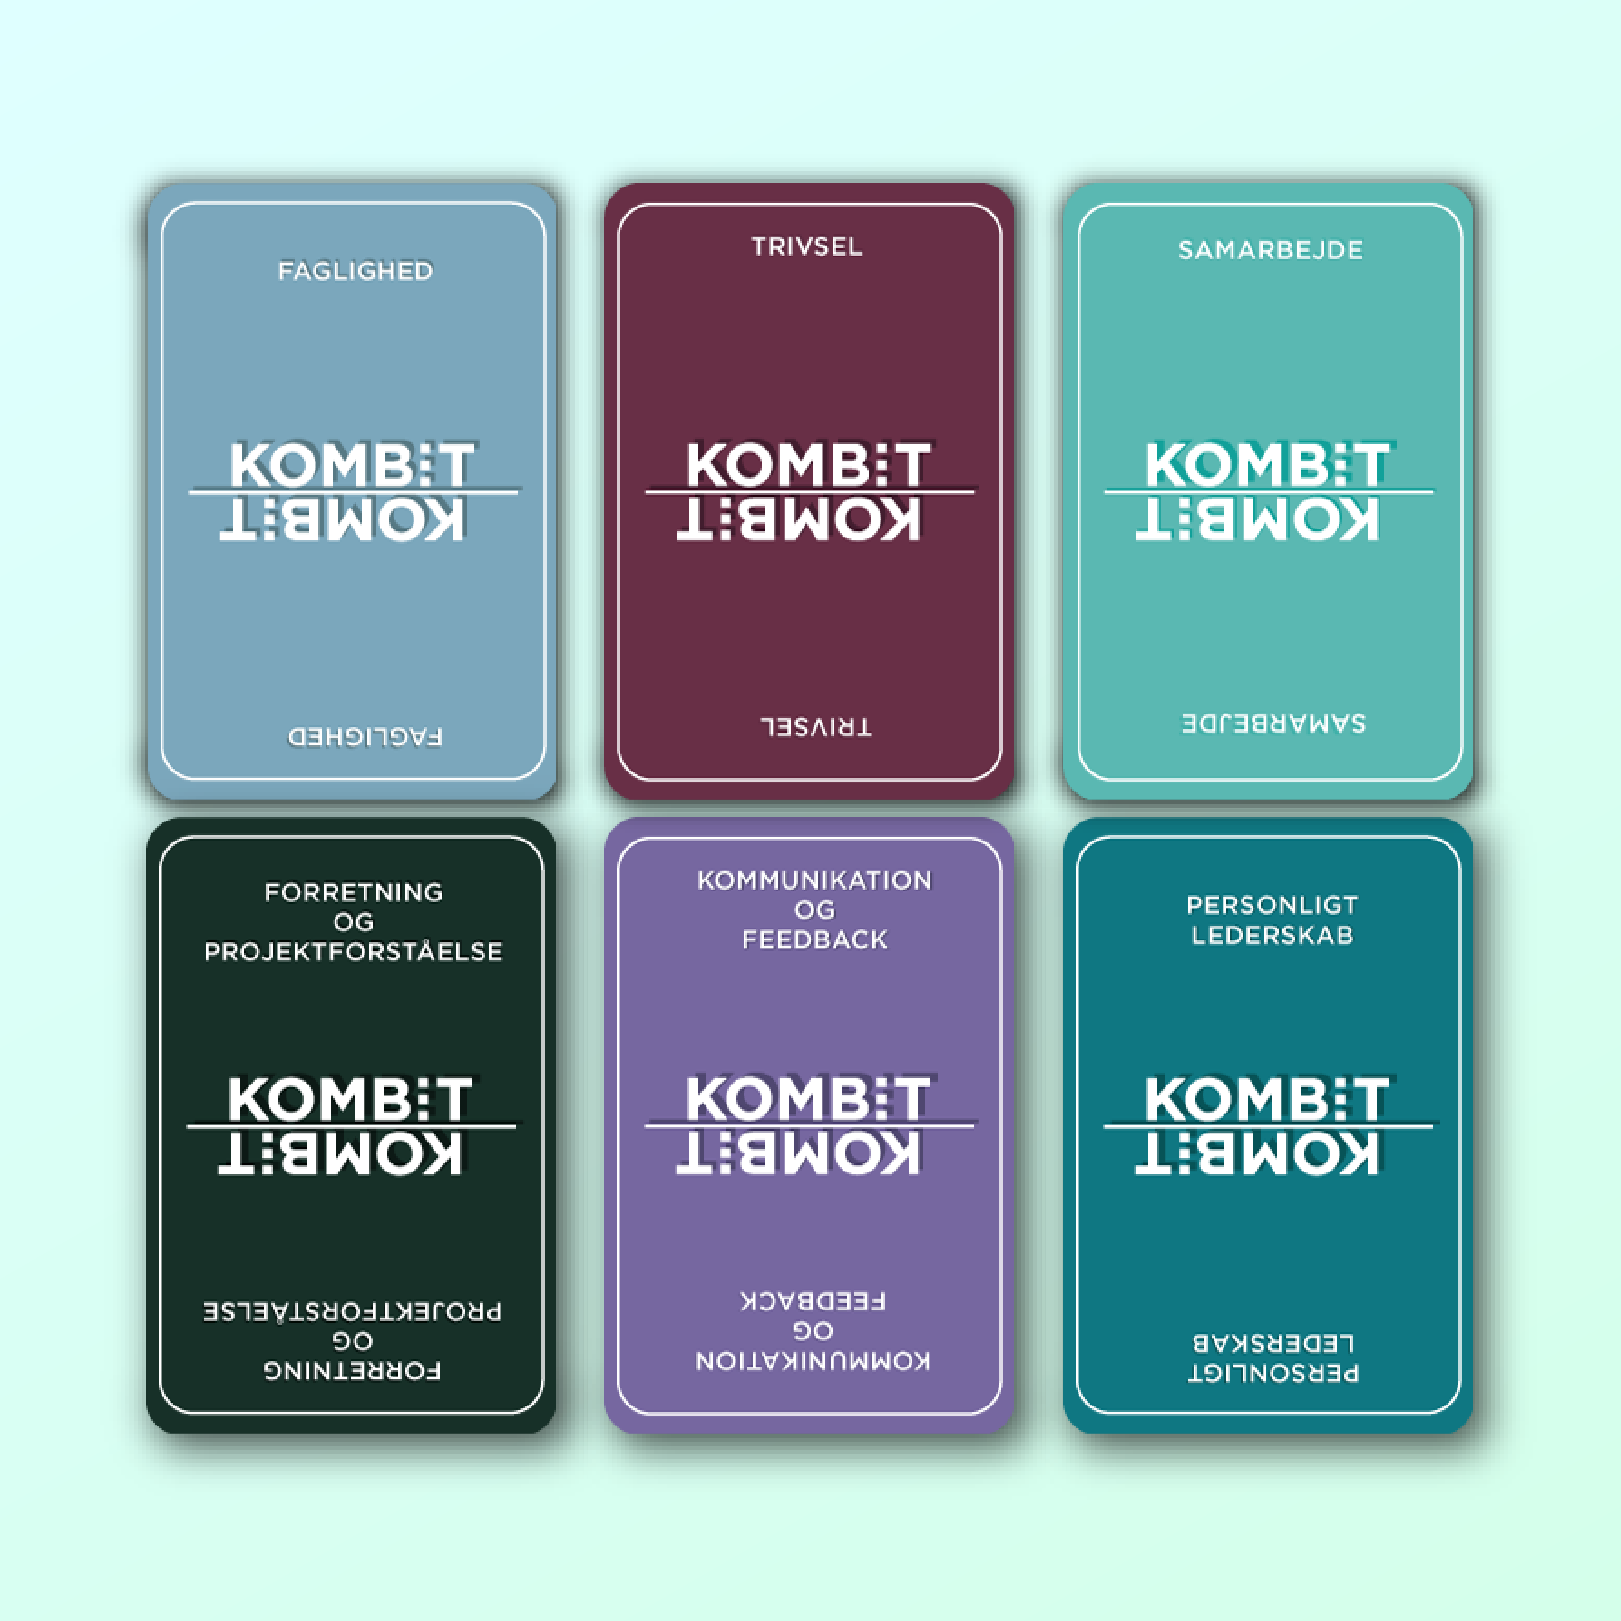 FAGLIGHED
KOMBIT
KOMBIT
FAGLIGHED
TRIVSEL
KOMBIT
KOMBIT
TRIVSEL
SAMARBEJDE
KOMBIT
KOMBIT
SAMARBEJDE
FORRETNING
OG
PROJEKTFORSTÅELSE
KOMBIT
KOMBIT
FORRETNING
OG
PROJEKTFORSTÅELSE
KOMMUNIKATION
OG
FEEDBACK
KOMBIT
KOMBIT
KOMMUNIKATION
OG
FEEDBACK
PERSONLIGT
LEDERSKAB
KOMBIT
KOMBIT
PERSONLIGT
LEDERSKAB